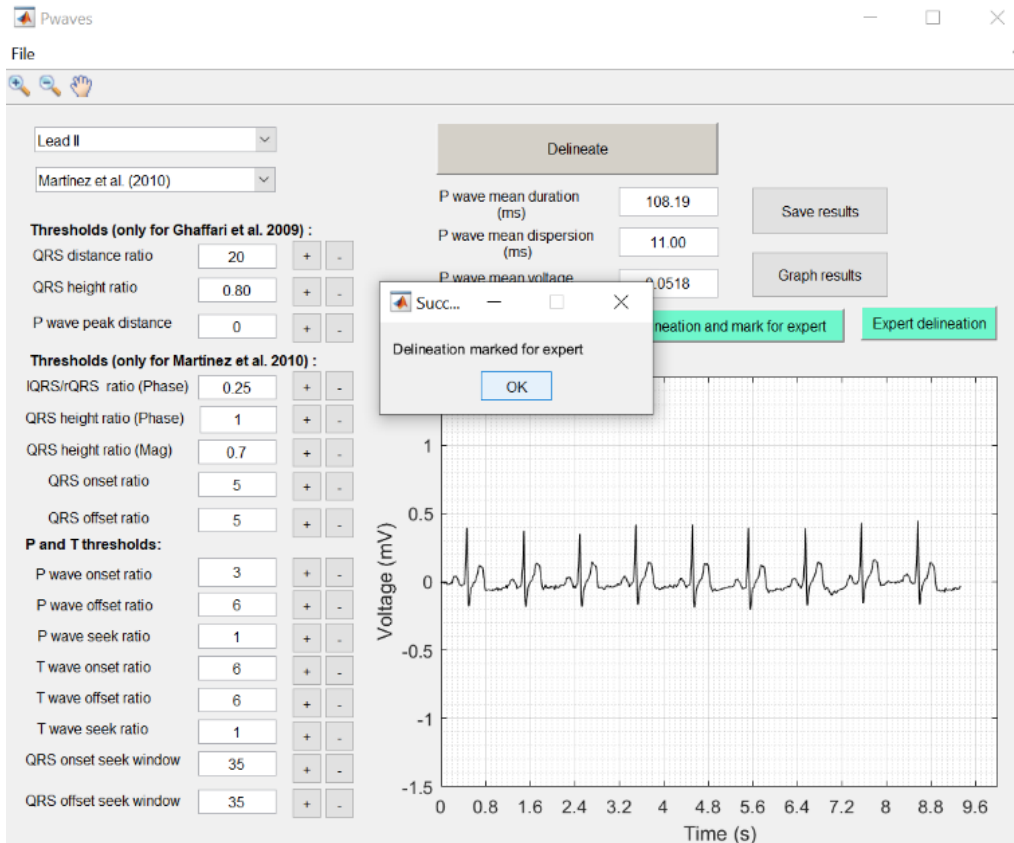 Pwaves
File
Lead II
Martínez et al. (2010)
Thresholds (only for Ghaffari et al. 2009) :
QRS distance ratio 20 + -
QRS height ratio 0.80 + -
P wave peak distance 0 + -
Thresholds (only for Martínez et al. 2010) :
lQRS/rQRS ratio (Phase) 0.25 + -
QRS height ratio (Phase) 1 + -
QRS height ratio (Mag) 0.7 + -
QRS onset ratio 5 + -
QRS offset ratio 5 + -
P and T thresholds:
P wave onset ratio 3 + -
P wave offset ratio 6 + -
P wave seek ratio 1 + -
T wave onset ratio 6 + -
T wave offset ratio 6 + -
T wave seek ratio 1 + -
QRS onset seek window 35 + -
QRS offset seek window 35 + -
Delineate
P wave mean duration
(ms)
108.19
P wave mean dispersion
(ms)
11.00
P wave mean voltage
0.0518
Save results
Graph results
neation and mark for expert
Expert delineation
Succ...
Delineation marked for expert
OK
Voltage (mV)
1
0.5
0
-0.5
-1
-1.5
0 0.8 1.6 2.4 3.2 4 4.8 5.6 6.4 7.2 8 8.8 9.6
Time (s)